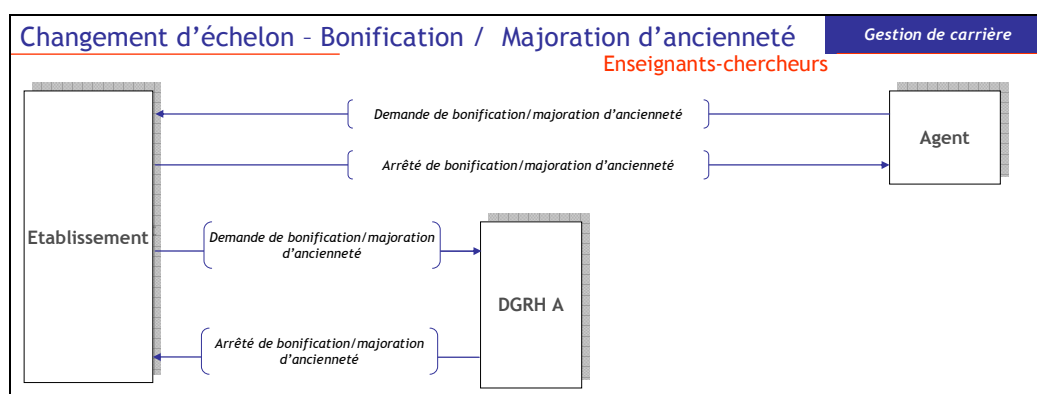 Changement d'échelon - Bonification / Majoration d'ancienneté
Gestion de carrière
Enseignants-chercheurs
Demande de bonification/majoration d'ancienneté
Agent
Arrêté de bonification/majoration d'ancienneté
Etablissement
Demande de bonification/majoration
d'ancienneté
DGRH A
Arrêté de bonification/majoration
d'ancienneté